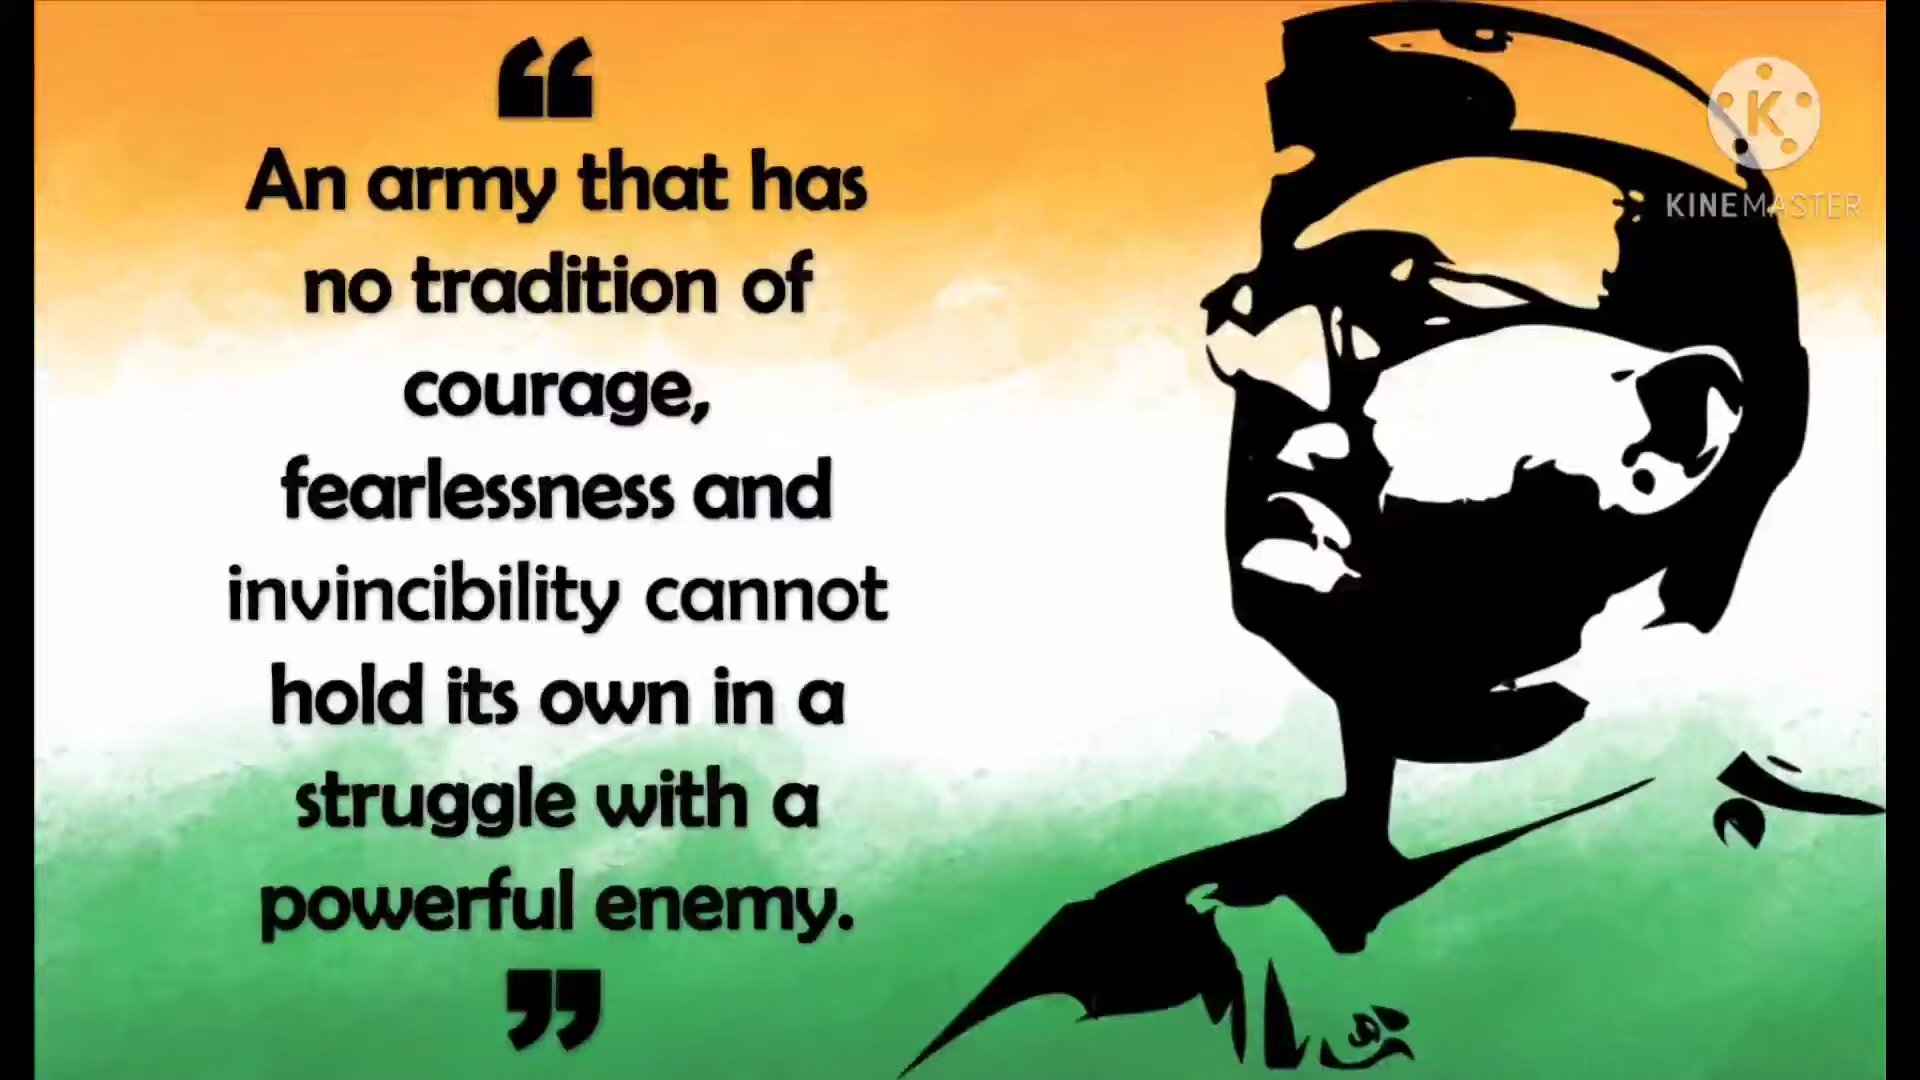 “
An army that has
no tradition of
courage,
fearlessness and
invincibility cannot
hold its own in a
struggle with a
powerful enemy.
”
K
KINEMASTER